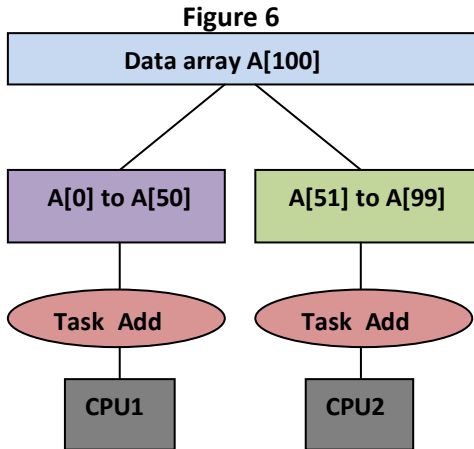 Figure 6
Data array A[100]
A[0] to A[50]
A[51] to A[99]
Task Add
Task Add
CPU1
CPU2